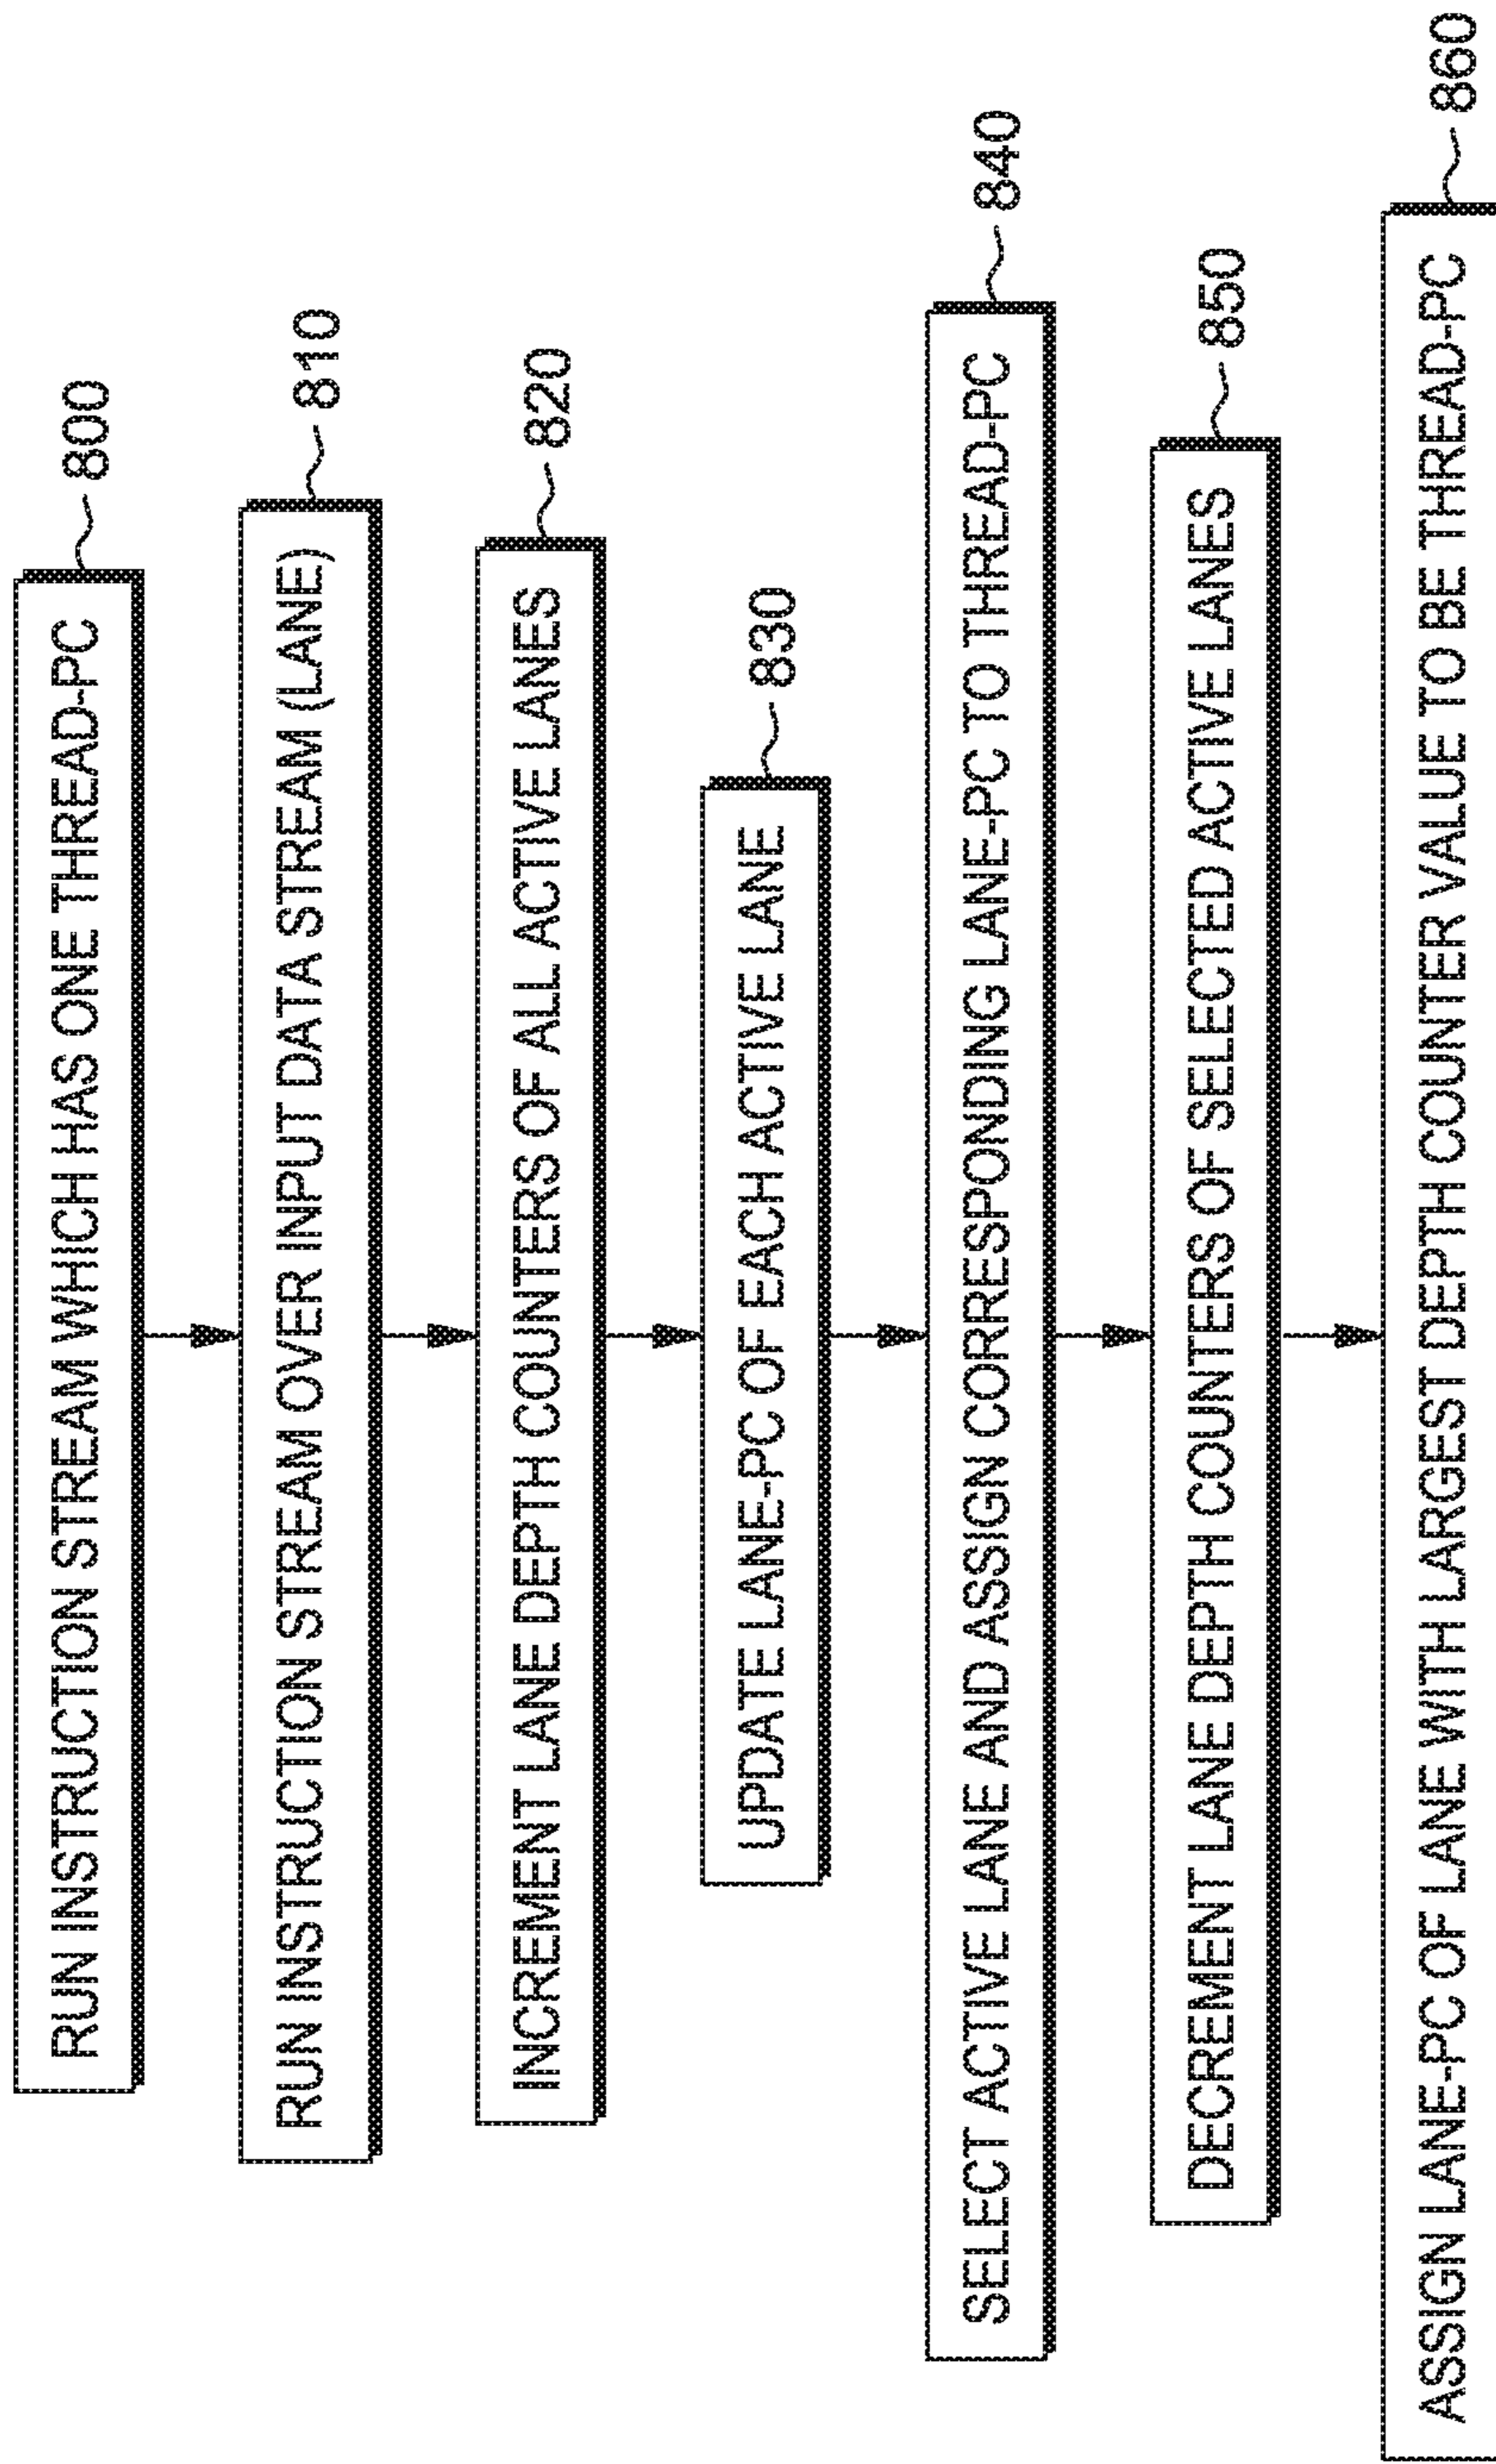 RUN INSTRUCTION STREAM WHICH HAS ONE THREAD-PC
800
RUN INSTRUCTION STREAM OVER INPUT DATA STREAM (LANE)
810
INCREMENT LANE DEPTH COUNTERS OF ALL ACTIVE LANES
820
UPDATE LANE-PC OF EACH ACTIVE LANE
830
SELECT ACTIVE LANE AND ASSIGN CORRESPONDING LANE-PC TO THREAD-PC
840
DECREMENT LANE DEPTH COUNTERS OF SELECTED ACTIVE LANES
850
ASSIGN LANE-PC OF LANE WITH LARGEST DEPTH COUNTER VALUE TO BE THREAD-PC
860